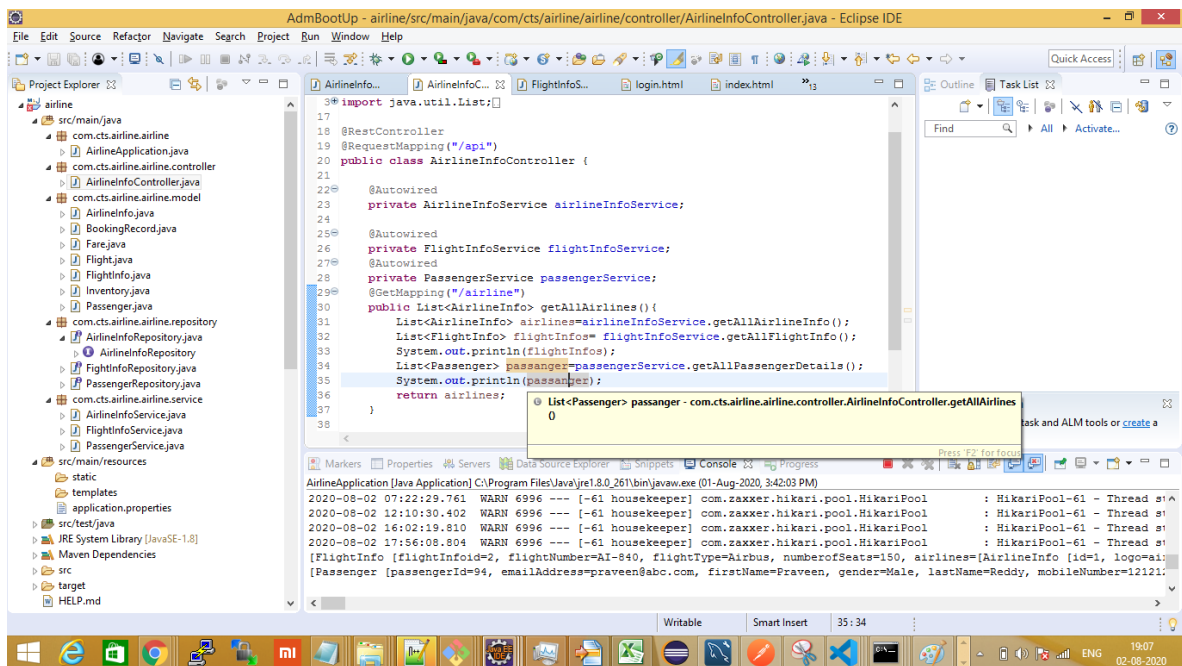 AdmBootUp - airline/src/main/java/com/cts/airline/airline/controller/AirlineInfoController.java - Eclipse IDE
File Edit Source Refactor Navigate Search Project Run Window Help
Quick Access
Project Explorer
airline
src/main/java
com.cts.airline.airline
AirlineApplication.java
com.cts.airline.airline.controller
AirlineInfoController.java
com.cts.airline.airline.model
AirlineInfo.java
BookingRecord.java
Fare.java
Flight.java
FlightInfo.java
Inventory.java
Passenger.java
com.cts.airline.airline.repository
AirlineInfoRepository.java
AirlineInfoRepository
FightInfoRepository.java
PassengerRepository.java
com.cts.airline.airline.service
AirlineInfoService.java
FlightInfoService.java
PassengerService.java
src/main/resources
static
templates
application.properties
src/test/java
JRE System Library [JavaSE-1.8]
Maven Dependencies
src
target
HELP.md
AirlineInfo... AirlineInfoC... FlightInfoS... login.html index.html »13
3 import java.util.List;
17
18 @RestController
19 @RequestMapping("/api")
20 public class AirlineInfoController {
21
22 @Autowired
23 private AirlineInfoService airlineInfoService;
24
25 @Autowired
26 private FlightInfoService flightInfoService;
27 @Autowired
28 private PassengerService passengerService;
29 @GetMapping("/airline")
30 public List<AirlineInfo> getAllAirlines(){
31 List<AirlineInfo> airlines=airlineInfoService.getAllAirlineInfo();
32 List<FlightInfo> flightInfos= flightInfoService.getAllFlightInfo();
33 System.out.println(flightInfos);
34 List<Passenger> passanger=passengerService.getAllPassengerDetails();
35 System.out.println(passanger);
36 return airlines;
37 }
38
List<Passenger> passanger - com.cts.airline.airline.controller.AirlineInfoController.getAllAirlines
()
Press 'F2' for focus
Outline Task List
Find All Activate...
task and ALM tools or create a
Markers Properties Servers Data Source Explorer Snippets Console Progress
AirlineApplication [Java Application] C:\Program Files\Java\jre1.8.0_261\bin\javaw.exe (01-Aug-2020, 3:42:03 PM)
2020-08-02 07:22:29.761 WARN 6996 --- [-61 housekeeper] com.zaxxer.hikari.pool.HikariPool : HikariPool-61 - Thread st
2020-08-02 12:10:30.402 WARN 6996 --- [-61 housekeeper] com.zaxxer.hikari.pool.HikariPool : HikariPool-61 - Thread st
2020-08-02 16:02:19.810 WARN 6996 --- [-61 housekeeper] com.zaxxer.hikari.pool.HikariPool : HikariPool-61 - Thread st
2020-08-02 17:56:08.804 WARN 6996 --- [-61 housekeeper] com.zaxxer.hikari.pool.HikariPool : HikariPool-61 - Thread st
[FlightInfo [flightInfoid=2, flightNumber=AI-840, flightType=Airbus, numberofSeats=150, airlines=[AirlineInfo [id=1, logo=ai
[Passenger [passengerId=94, emailAddress=praveen@abc.com, firstName=Praveen, gender=Male, lastName=Reddy, mobileNumber=12121
Writable Smart Insert 35 : 34
ENG
19:07
02-08-2020